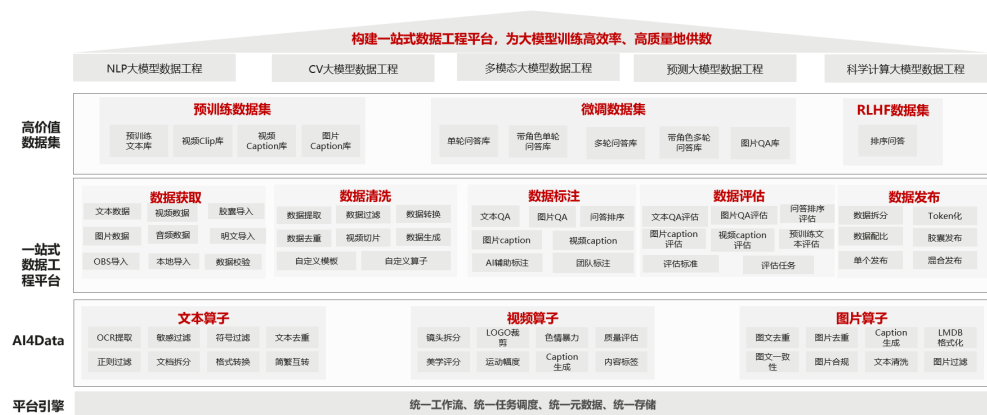 构建一站式数据工程平台，为大模型训练高效率、高质量地供数
NLP大模型数据工程
CV大模型数据工程
多模态大模型数据工程
预测大模型数据工程
科学计算大模型数据工程
高价值
数据集
预训练数据集
预训练
文本库
视频Clip库
视频
Caption库
图片
Caption库
微调数据集
单轮问答库
带角色单轮
问答库
多轮问答库
带角色多轮
问答库
图片QA库
RLHF数据集
排序问答
一站式
数据工
程平台
数据获取
文本数据
视频数据
胶囊导入
图片数据
音频数据
明文导入
OBS导入
本地导入
数据校验
数据清洗
数据提取
数据过滤
数据转换
数据去重
视频切片
数据生成
自定义模板
自定义算子
数据标注
文本QA
图片QA
问答排序
图片caption
视频caption
AI辅助标注
团队标注
数据评估
文本QA评估
图片QA评估
问答排序
评估
图片caption
评估
视频caption
评估
预训练文
本评估
评估标准
评估任务
数据发布
数据拆分
Token化
数据配比
胶囊发布
单个发布
混合发布
AI4Data
文本算子
OCR提取
敏感过滤
符号过滤
文本去重
正则过滤
文档拆分
格式转换
简繁互转
视频算子
镜头拆分
LOGO裁
剪
色情暴力
质量评估
美学评分
运动幅度
Caption
生成
内容标签
图片算子
图文去重
图片去重
Caption
生成
LMDB
格式化
图文一致
性
图片合规
文本清洗
图片过滤
平台引擎
统一工作流、统一任务调度、统一元数据、统一存储